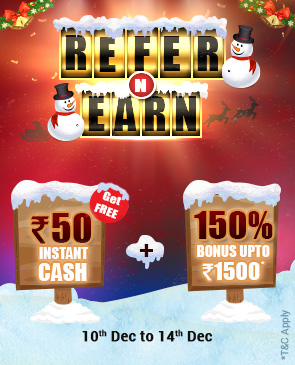 REFER
N
EARN
Get
FREE
₹50
INSTANT
CASH
+
150%
BONUS UPTO
₹1500*
10th Dec to 14th Dec
*T&C Apply